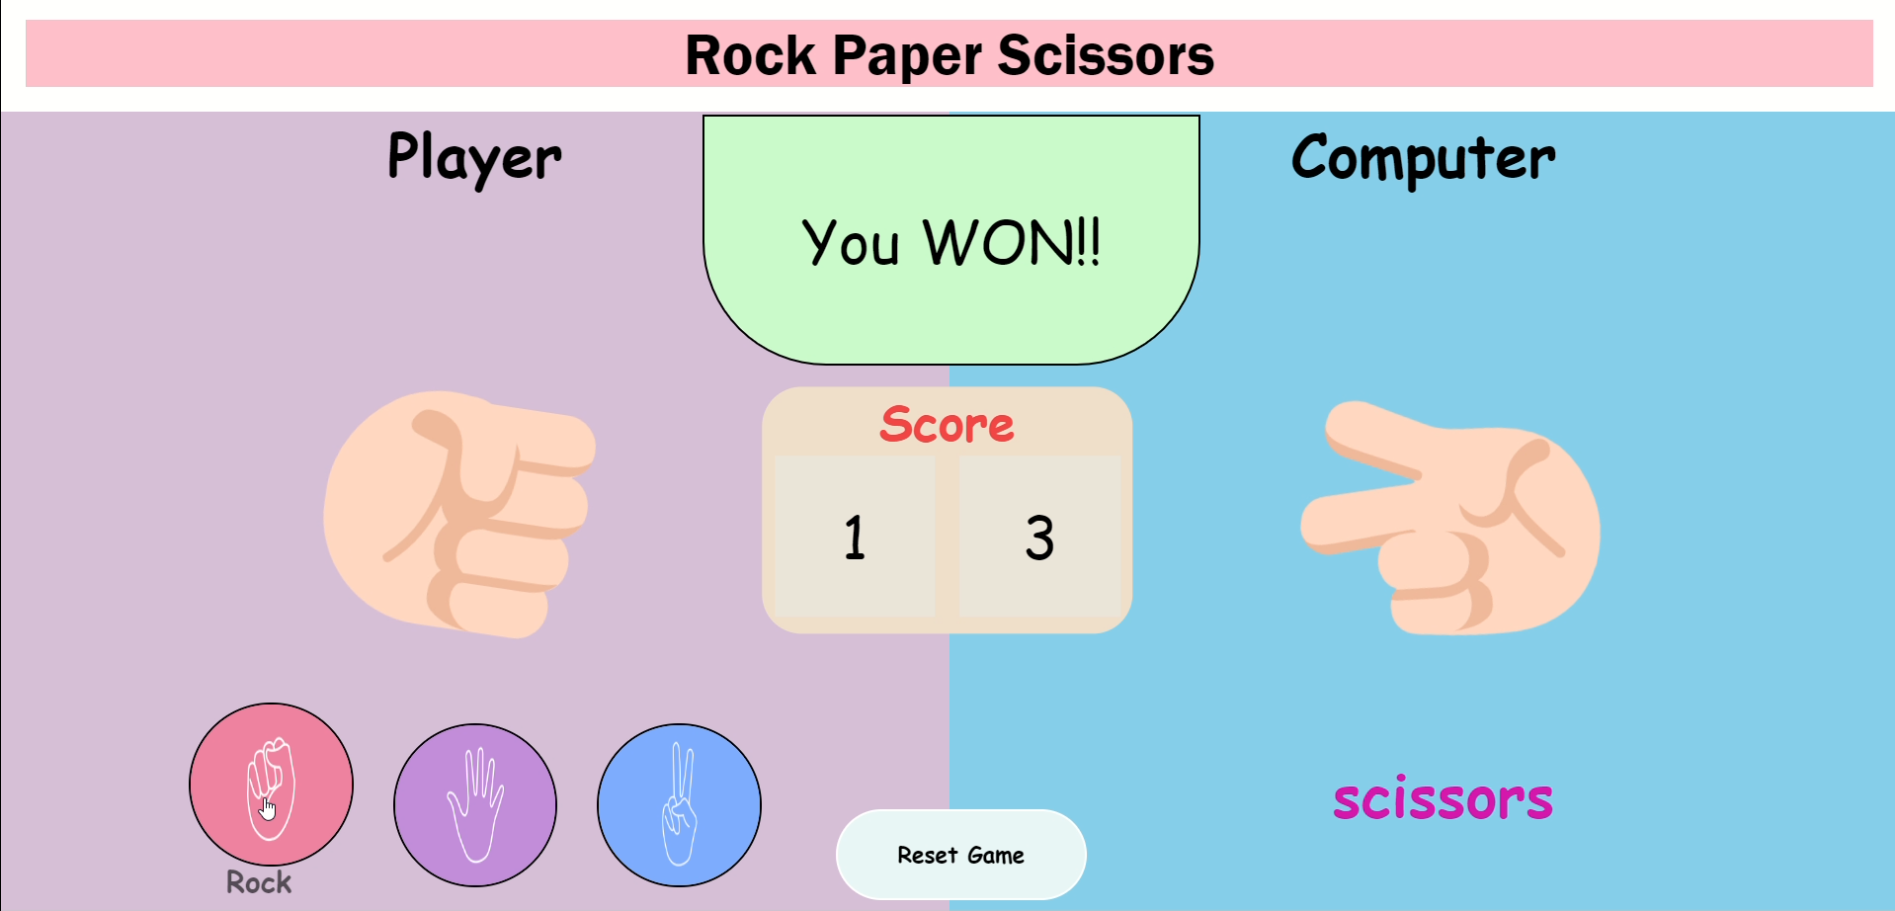 Rock Paper Scissors
Player
You WON!!
Computer
Score
1 3
scissors
Rock
Reset Game